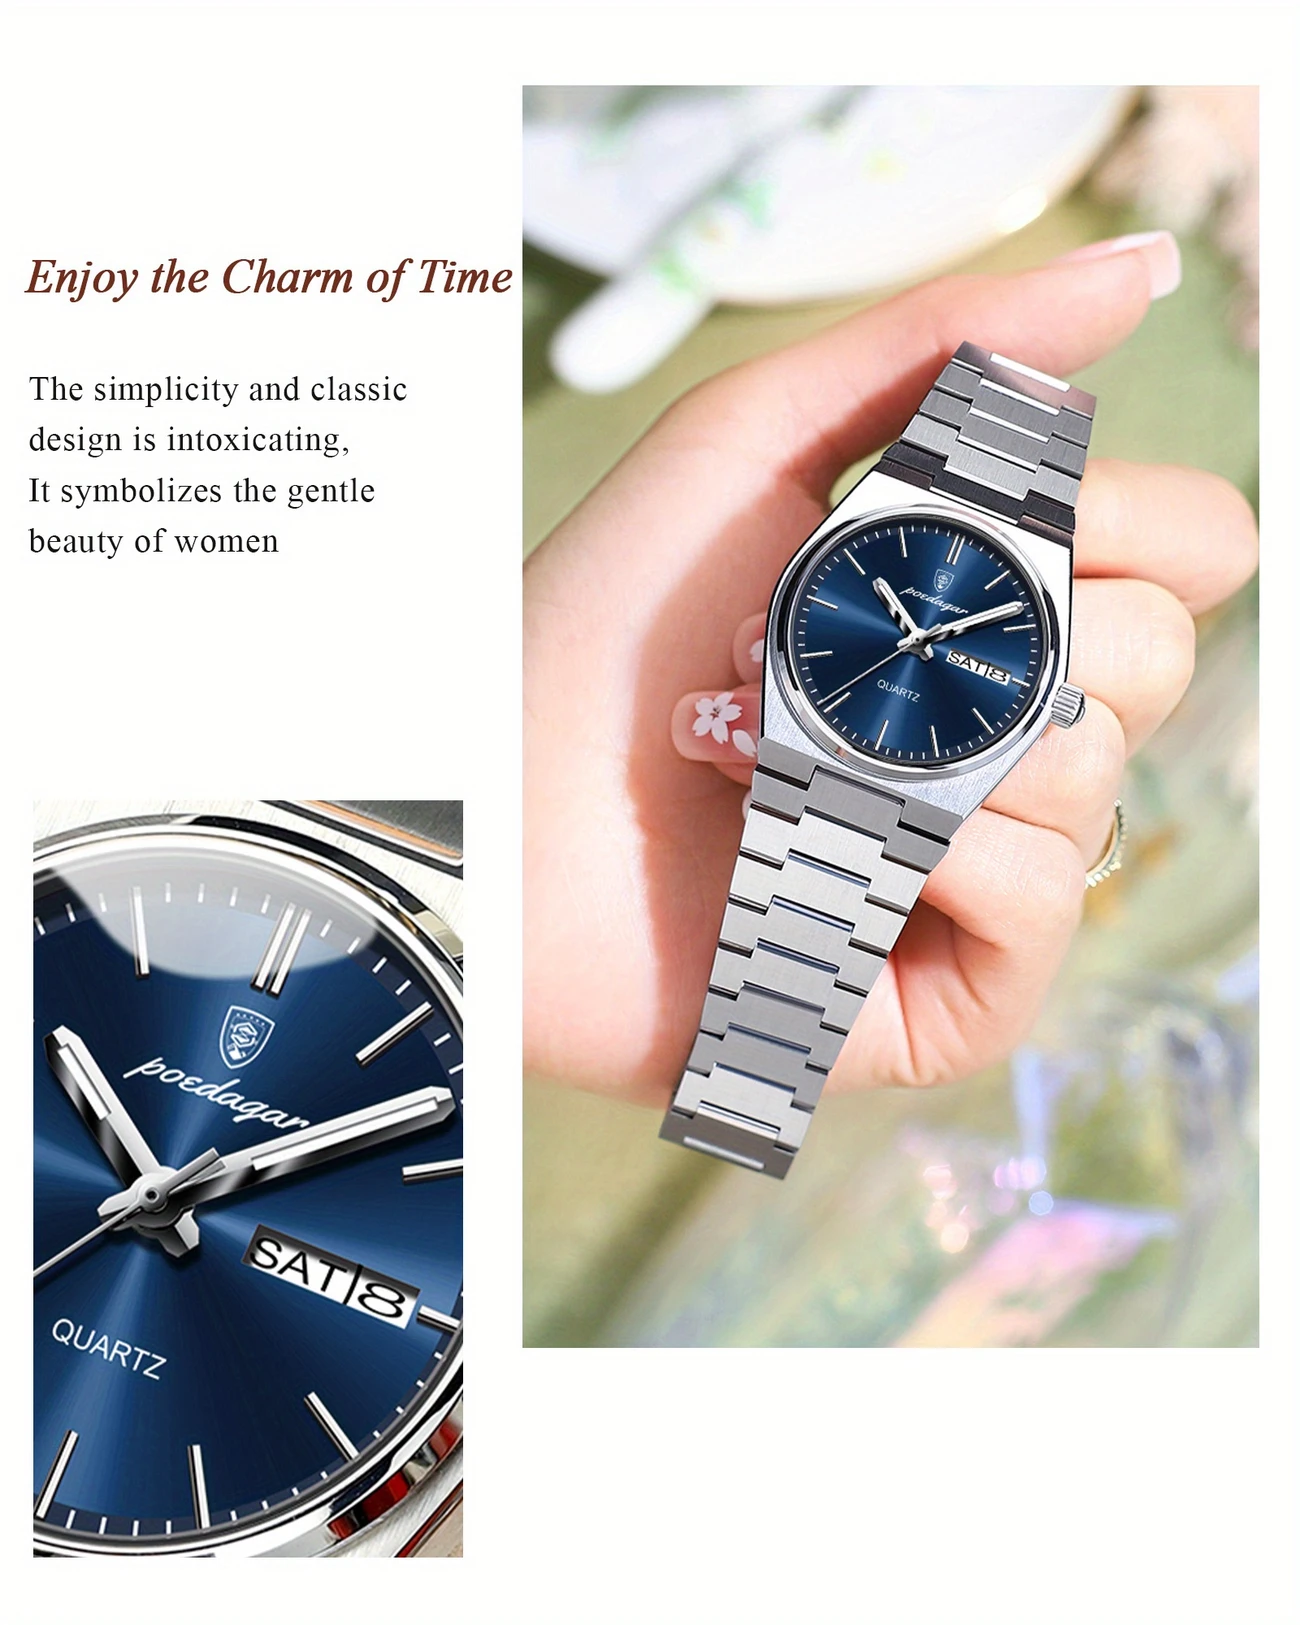 Enjoy the Charm of Time
The simplicity and classic
design is intoxicating,
It symbolizes the gentle
beauty of women
poedagar
SAT 8
QUARTZ
poedagar
SAT 8
QUARTZ